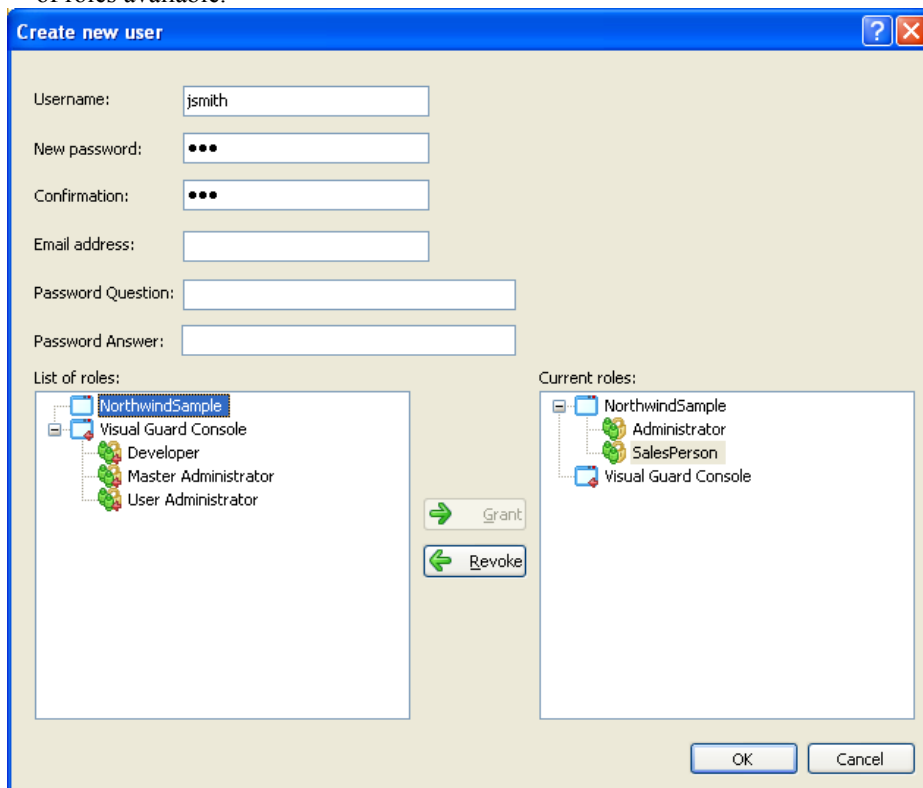 of roles available.
Create new user
Username: jsmith
New password: •••
Confirmation: •••
Email address:
Password Question:
Password Answer:
List of roles:
NorthwindSample
Visual Guard Console
Developer
Master Administrator
User Administrator
Grant
Revoke
Current roles:
NorthwindSample
Administrator
SalesPerson
Visual Guard Console
OK
Cancel